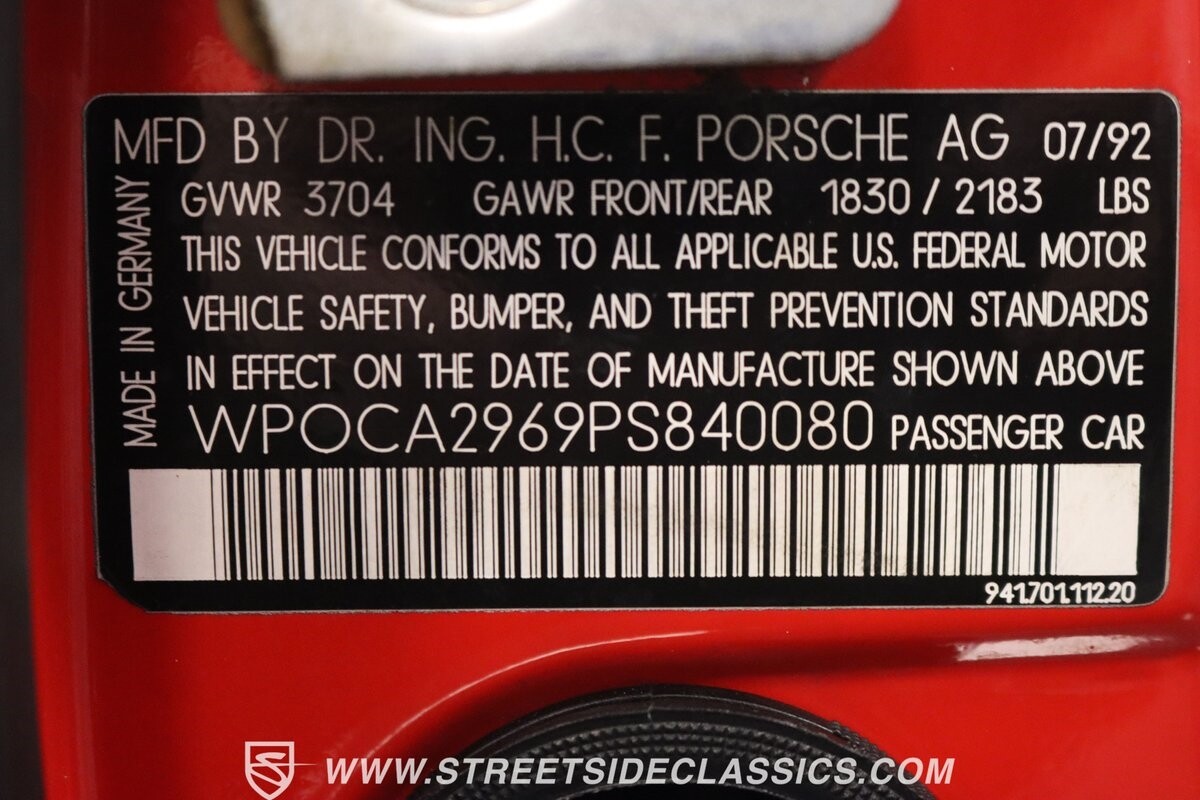 MFD BY DR. ING. H.C. F. PORSCHE AG 07/92
GVWR 3704 GAWR FRONT/REAR 1830 / 2183 LBS
THIS VEHICLE CONFORMS TO ALL APPLICABLE U.S. FEDERAL MOTOR
VEHICLE SAFETY, BUMPER, AND THEFT PREVENTION STANDARDS
IN EFFECT ON THE DATE OF MANUFACTURE SHOWN ABOVE
WPOCA2969PS840080 PASSENGER CAR
MADE IN GERMANY
941.701.112.20
WWW.STREETSIDECLASSICS.COM